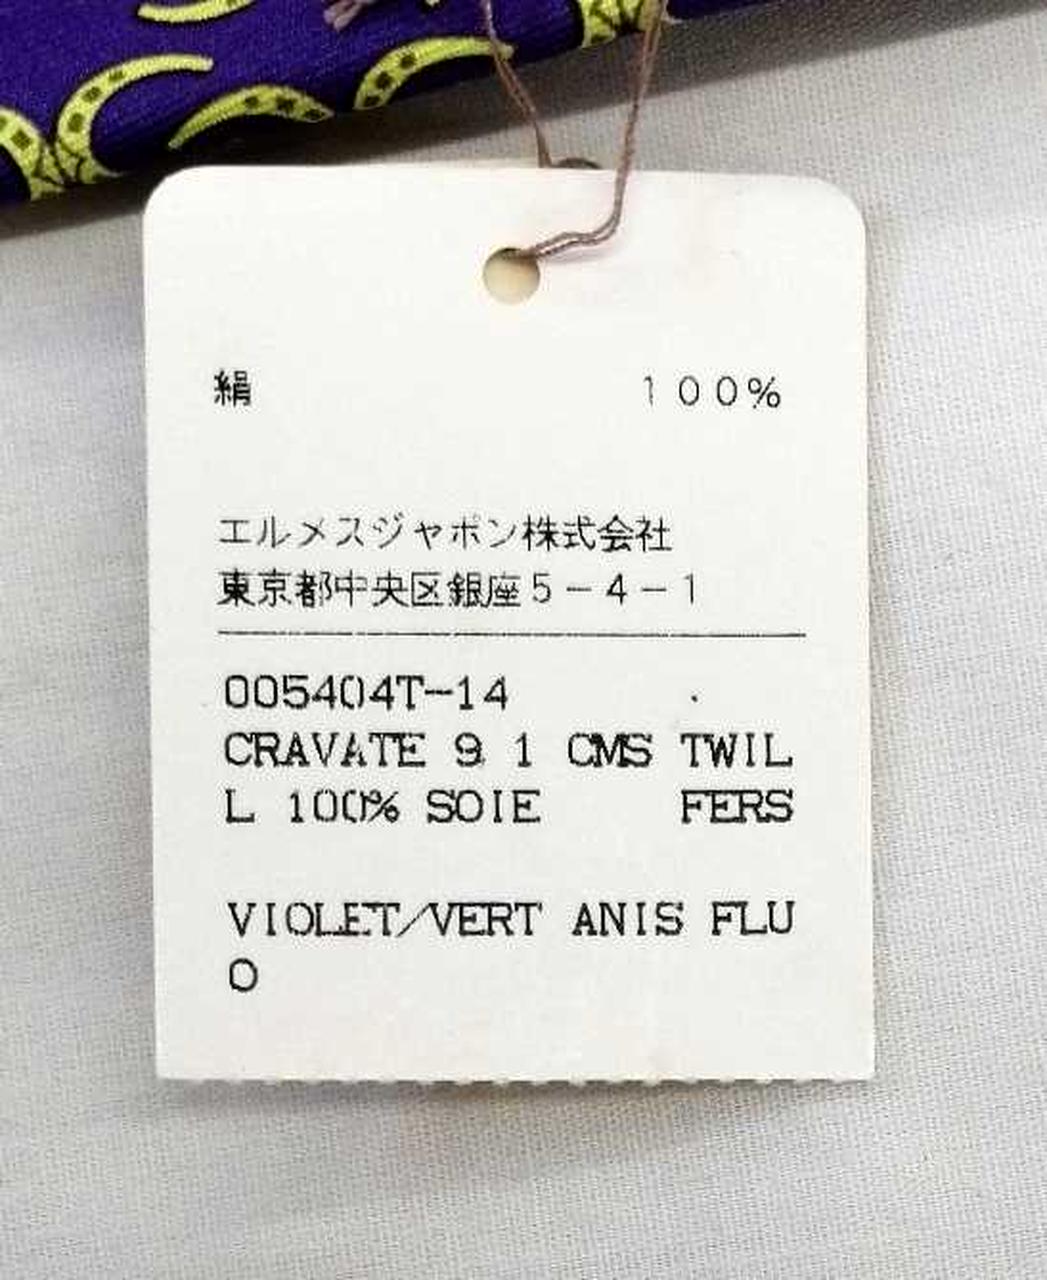 絹 １００％
エルメスジャポン株式会社
東京都中央区銀座５－４－１
005404T-14
CRAVATE 9 1 CMS TWIL
L 100% SOIE FERS
VIOLET/VERT ANIS FLU
O